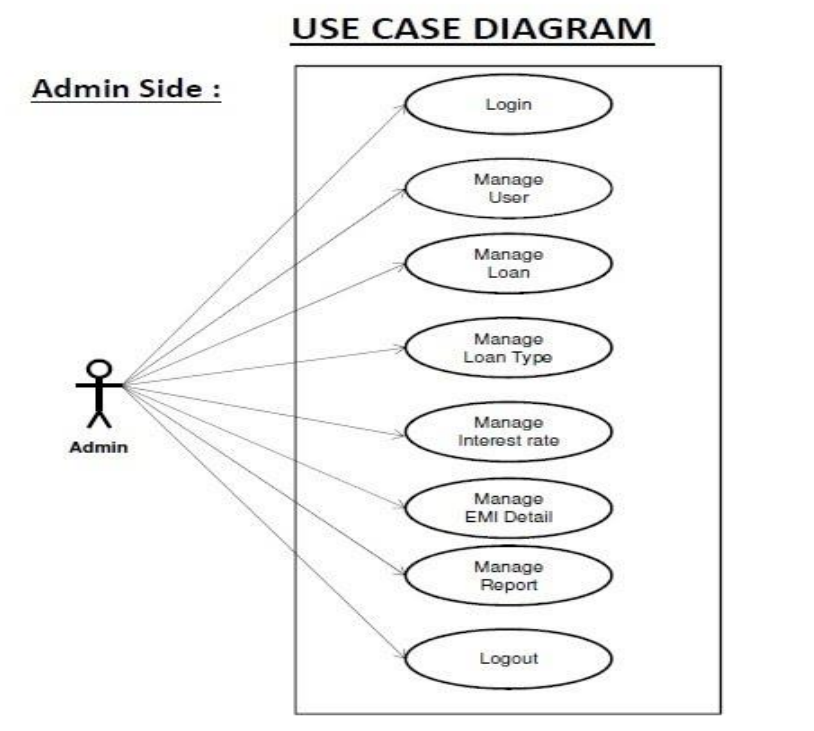 USE CASE DIAGRAM
Admin Side :
Login
Manage
User
Manage
Loan
Manage
Loan Type
Manage
Interest rate
Manage
EMI Detail
Manage
Report
Logout
Admin